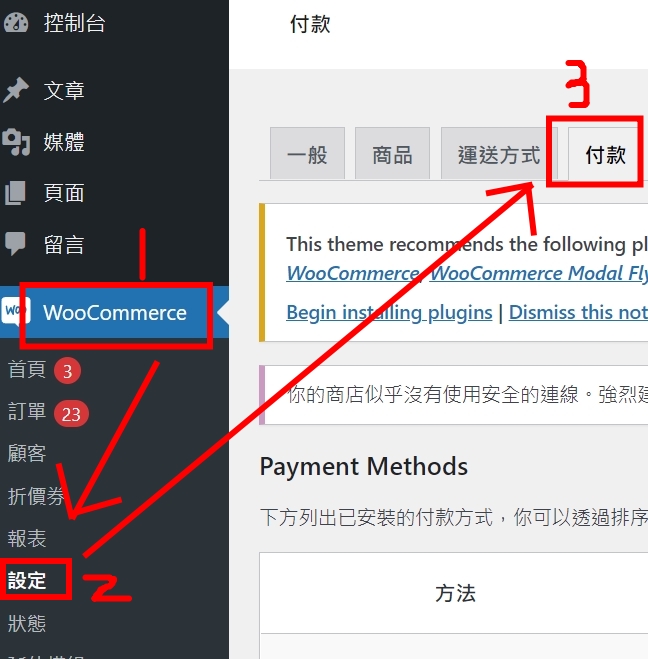 控制台
文章
媒體
頁面
留言
1
Woo WooCommerce
首頁 3
訂單 23
顧客
折價券
報表
設定 2
狀態
付款
3
一般 商品 運送方式 付款
This theme recommends the following pl
WooCommerce, WooCommerce Modal Fly
Begin installing plugins | Dismiss this not
你的商店似乎沒有使用安全的連線。強烈建
Payment Methods
下方列出已安裝的付款方式，你可以透過排序
方法